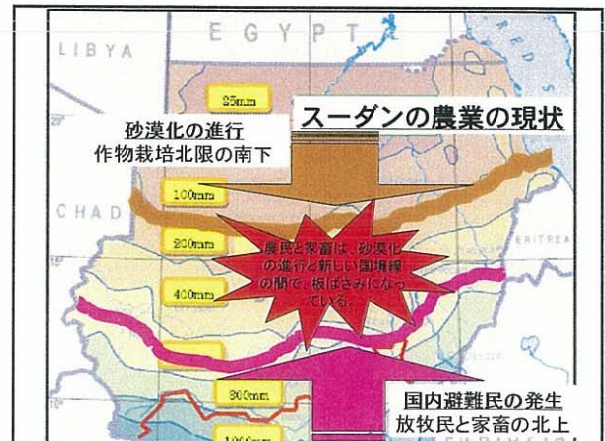 EGYPT
LIBYA
RED S
25mm
スーダンの農業の現状
20°
砂漠化の進行
作物栽培北限の南下
100mm
CHAD
200mm
農民と家畜は、砂漠化
の進行と新しい国境線
の間で、板ばさみになっ
ている。
ERITREA
15°
400mm
800mm
国内避難民の発生
10°
放牧民と家畜の北上